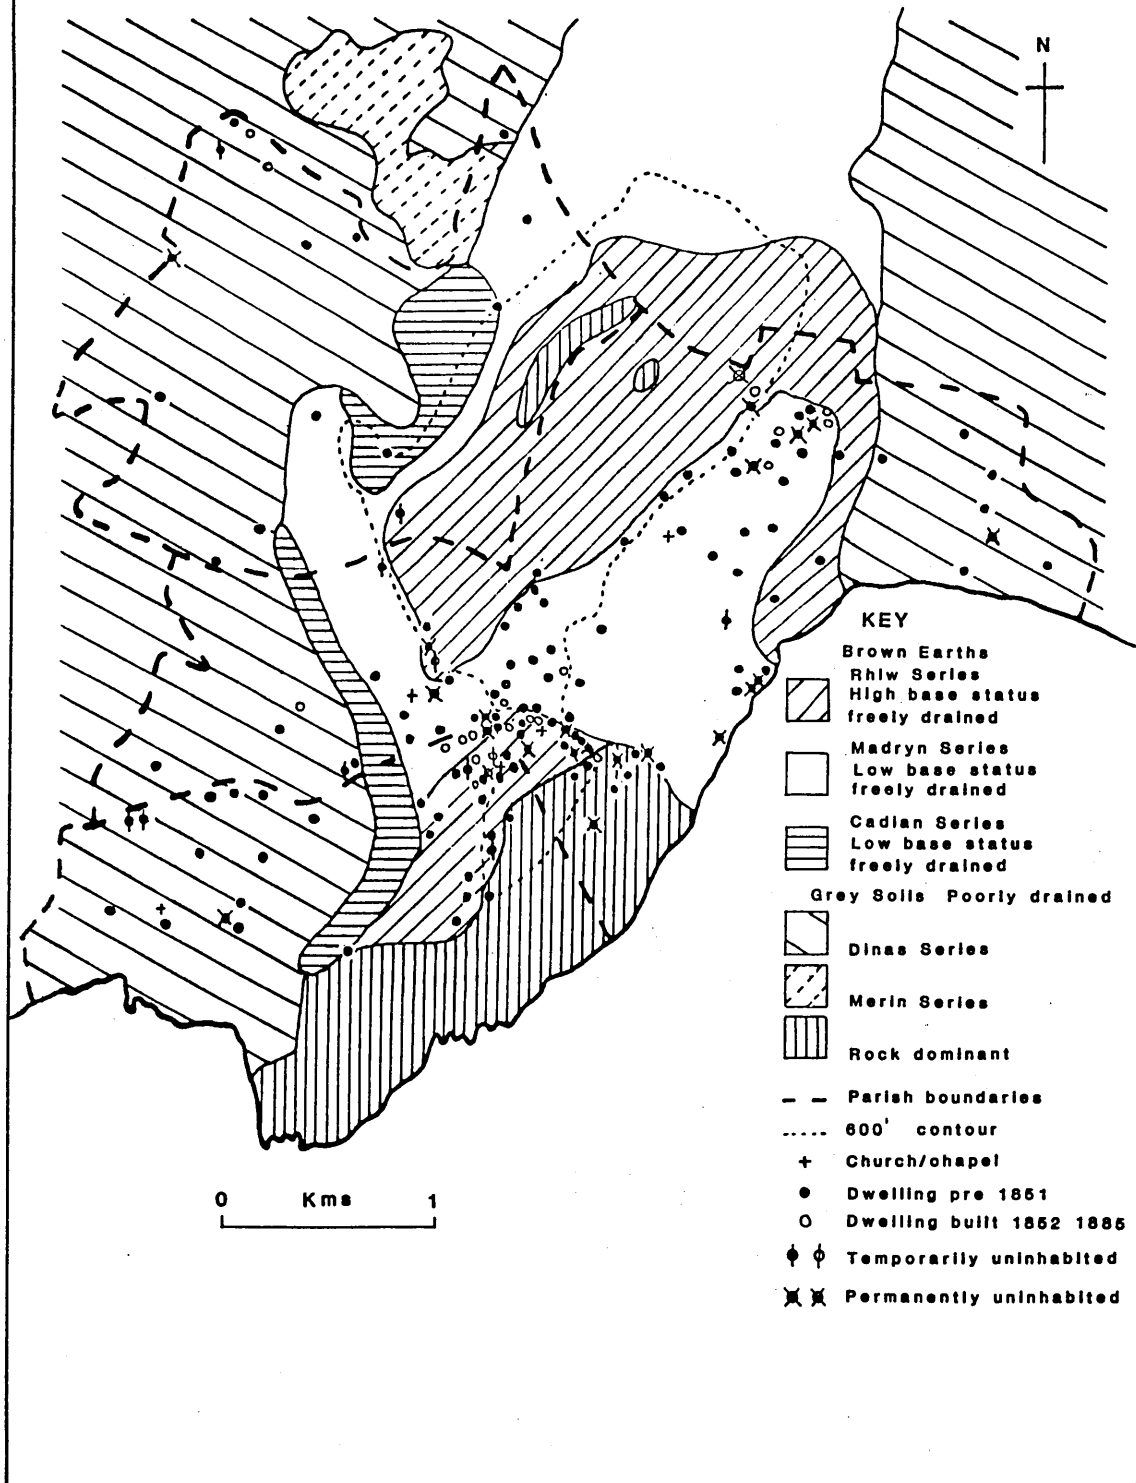 N
KEY
Brown Earths
Rhiw Series
High base status
freely drained
Madryn Series
Low base status
freely drained
Cadlan Series
Low base status
freely drained
Grey Soils Poorly drained
Dinas Series
Merin Series
Rock dominant
Parish boundaries
600' contour
Church/chapel
Dwelling pre 1851
Dwelling built 1852 1885
Temporarily uninhabited
Permanently uninhabited
0 Kms 1